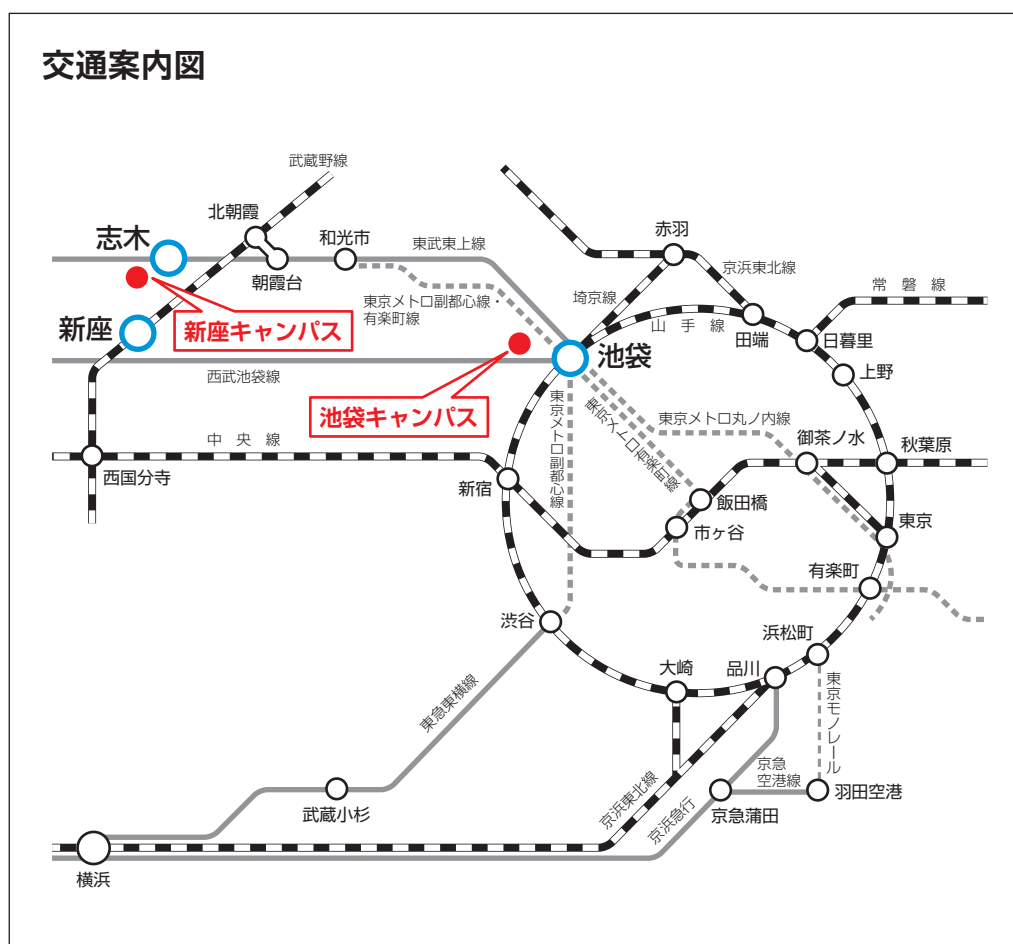 交通案内図
武蔵野線
北朝霞
志木
和光市
東武東上線
赤羽
京浜東北線
朝霞台
常磐線
埼京線
東京メトロ副都心線・
有楽町線
山手線
新座
新座キャンパス
田端
日暮里
池袋
上野
西武池袋線
池袋キャンパス
東京メトロ副都心線
東京メトロ有楽町線
東京メトロ丸ノ内線
中央線
御茶ノ水
秋葉原
西国分寺
新宿
飯田橋
東京
市ヶ谷
有楽町
渋谷
浜松町
大崎
品川
東急東横線
東京モノレール
京急
空港線
京浜東北線
京浜急行
武蔵小杉
京急蒲田
羽田空港
横浜